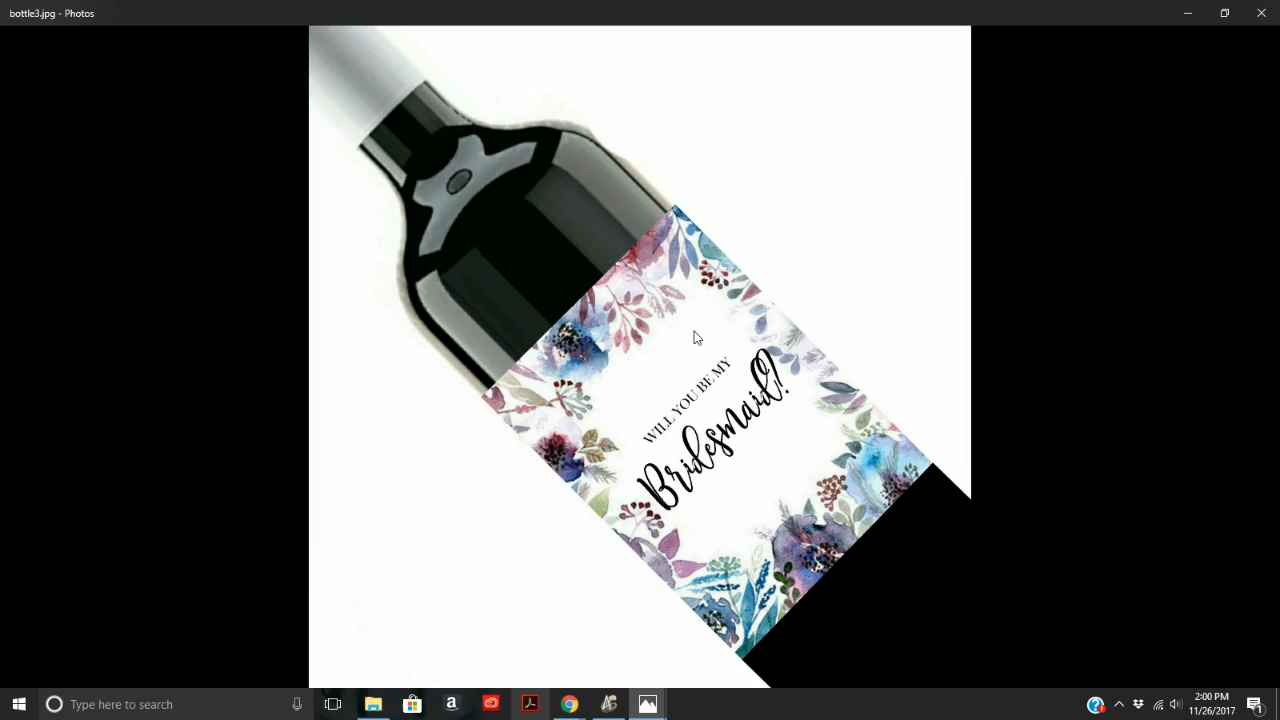 bottle3.jpg - Photos
WILL YOU BE MY
Bridesmaid?
Type here to search
2:00 PM
11/26/2017